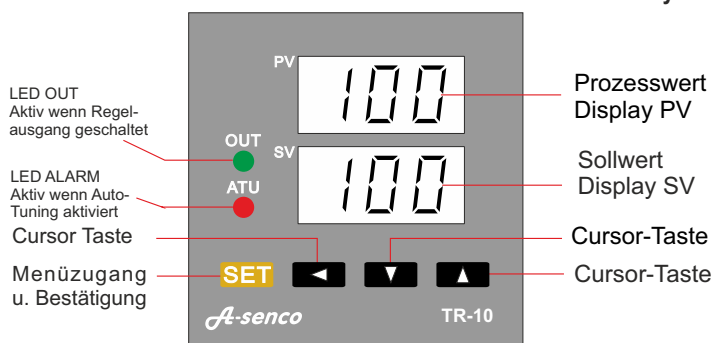 PV
100
Prozesswert
Display PV
LED OUT
Aktiv wenn Regel-
ausgang geschaltet
OUT
SV
100
Sollwert
Display SV
LED ALARM
Aktiv wenn Auto-
Tuning aktiviert
ATU
Cursor Taste
Cursor-Taste
Menüzugang
u. Bestätigung
SET
Cursor-Taste
A-senco
TR-10